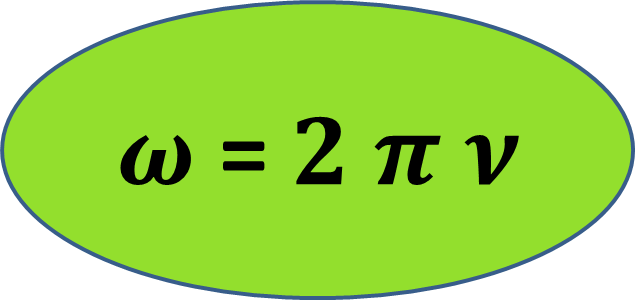 ω = 2 π ν